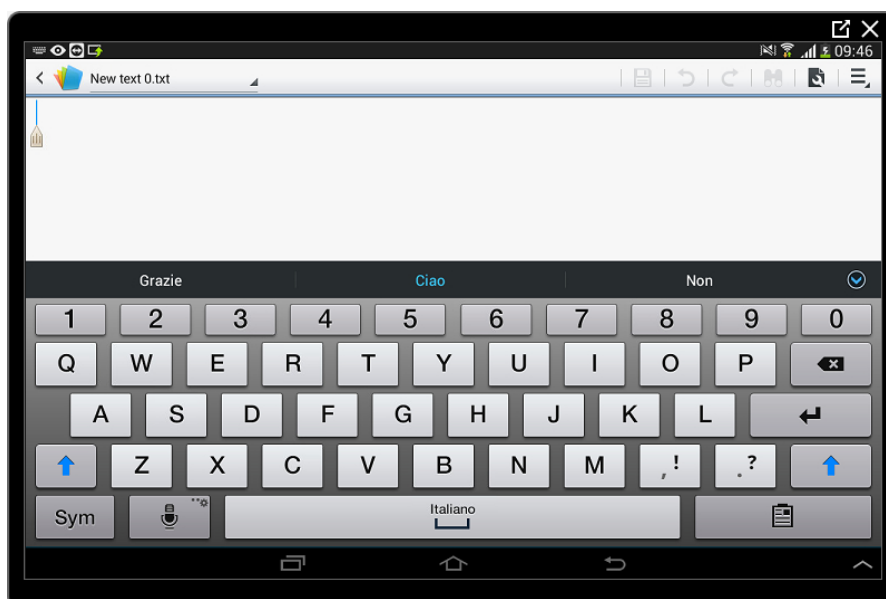 09:46
New text 0.txt
Grazie Ciao Non
1 2 3 4 5 6 7 8 9 0
Q W E R T Y U I O P
A S D F G H J K L
Z X C V B N M , ! . ?
Sym Italiano